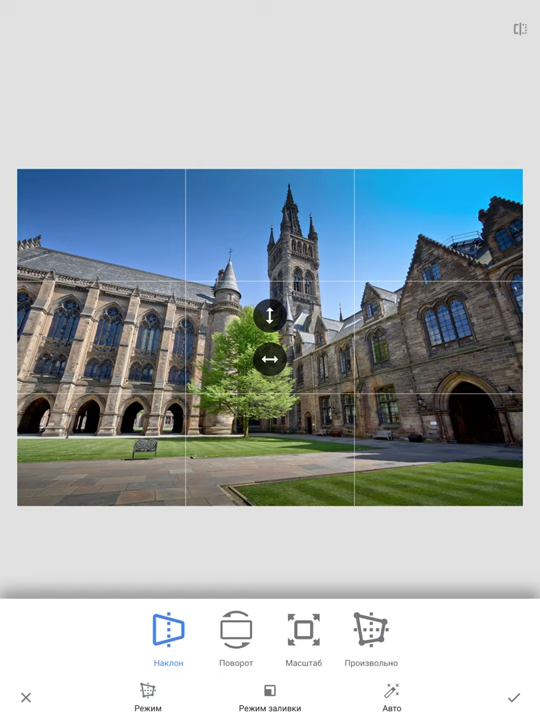 Наклон
Поворот
Масштаб
Произвольно
Режим
Режим заливки
Авто